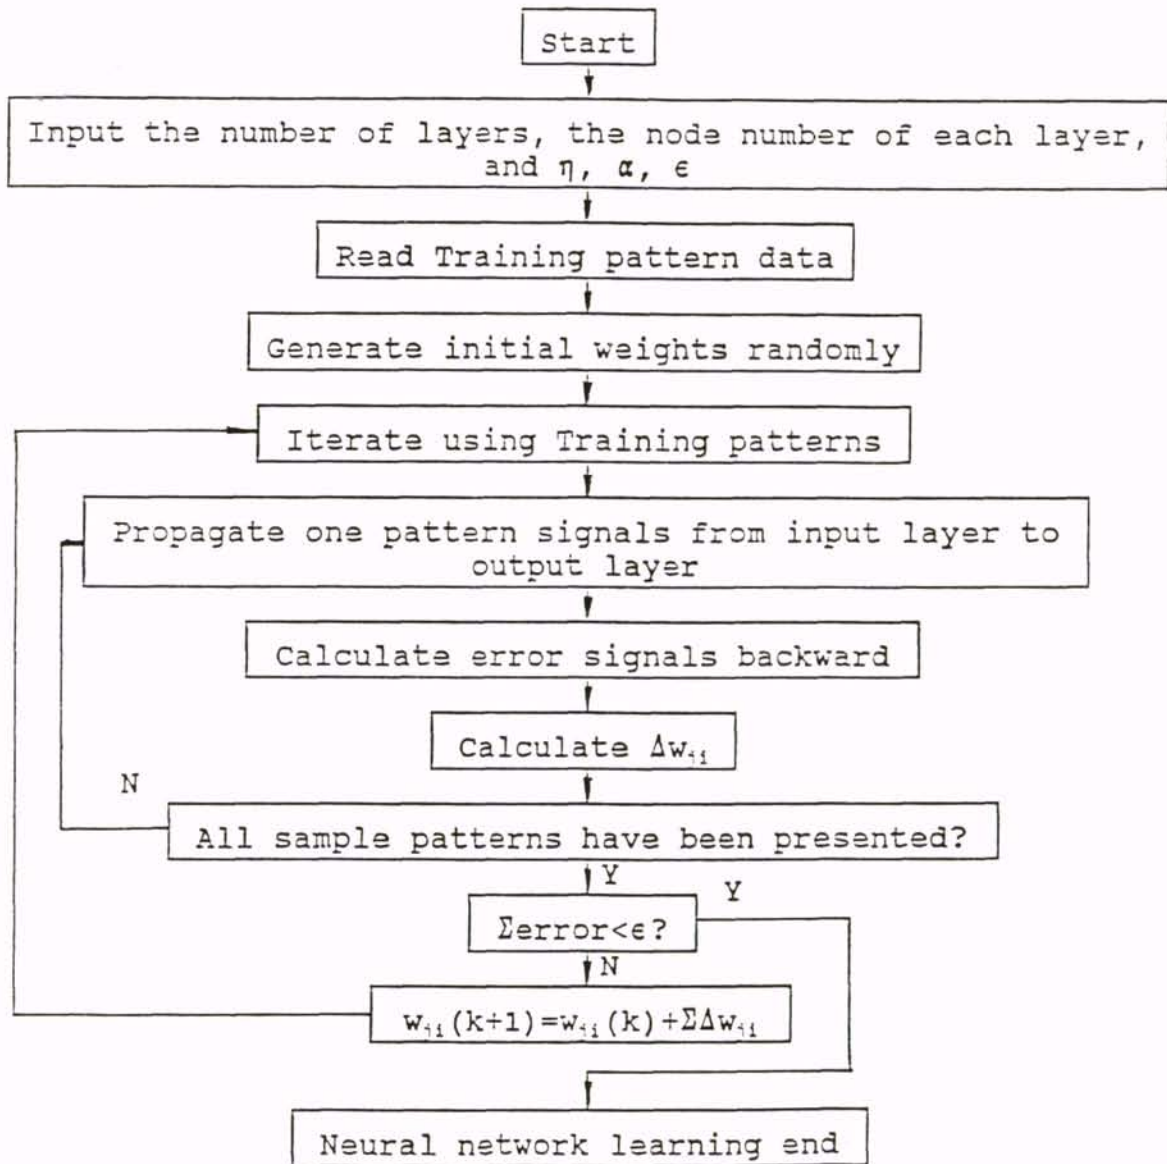 Start
Input the number of layers, the node number of each layer,
and η, α, ϵ
Read Training pattern data
Generate initial weights randomly
Iterate using Training patterns
Propagate one pattern signals from input layer to
output layer
Calculate error signals backward
Calculate Δwⱼᵢ
N
All sample patterns have been presented?
Y
Y
Σerror<ϵ?
N
wⱼᵢ(k+1)=wⱼᵢ(k)+ΣΔwⱼᵢ
Neural network learning end